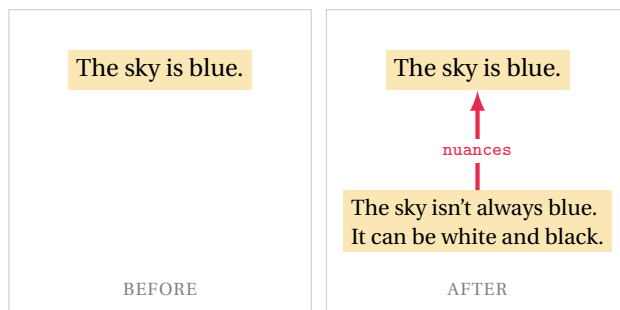 The sky is blue.
BEFORE
The sky is blue.
nuances
The sky isn't always blue.
It can be white and black.
AFTER